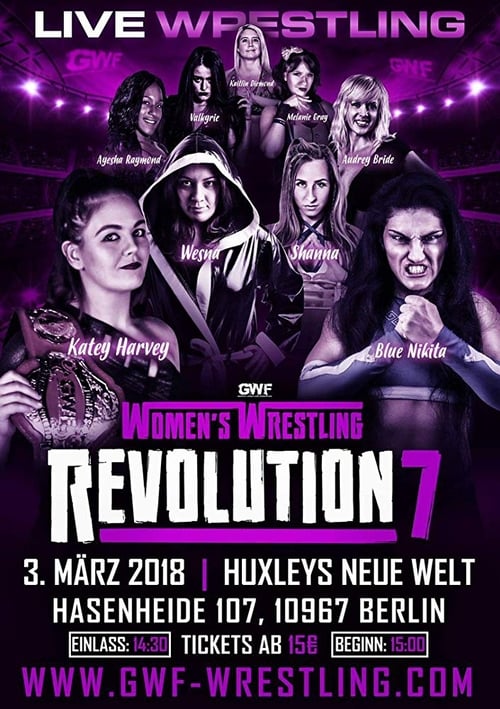 LIVE WRESTLING
GWF
GWF
Kaitlin Diemond
Valkyrie
Melanie Gray
Ayesha Raymond
Audrey Bride
Wesna
Shanna
Katey Harvey
Blue Nikita
GWF
WOMEN'S WRESTLING
REVOLUTION 7
3. MÄRZ 2018 | HUXLEYS NEUE WELT
HASENHEIDE 107, 10967 BERLIN
EINLASS: 14:30 TICKETS AB 15€ BEGINN: 15:00
WWW.GWF-WRESTLING.COM